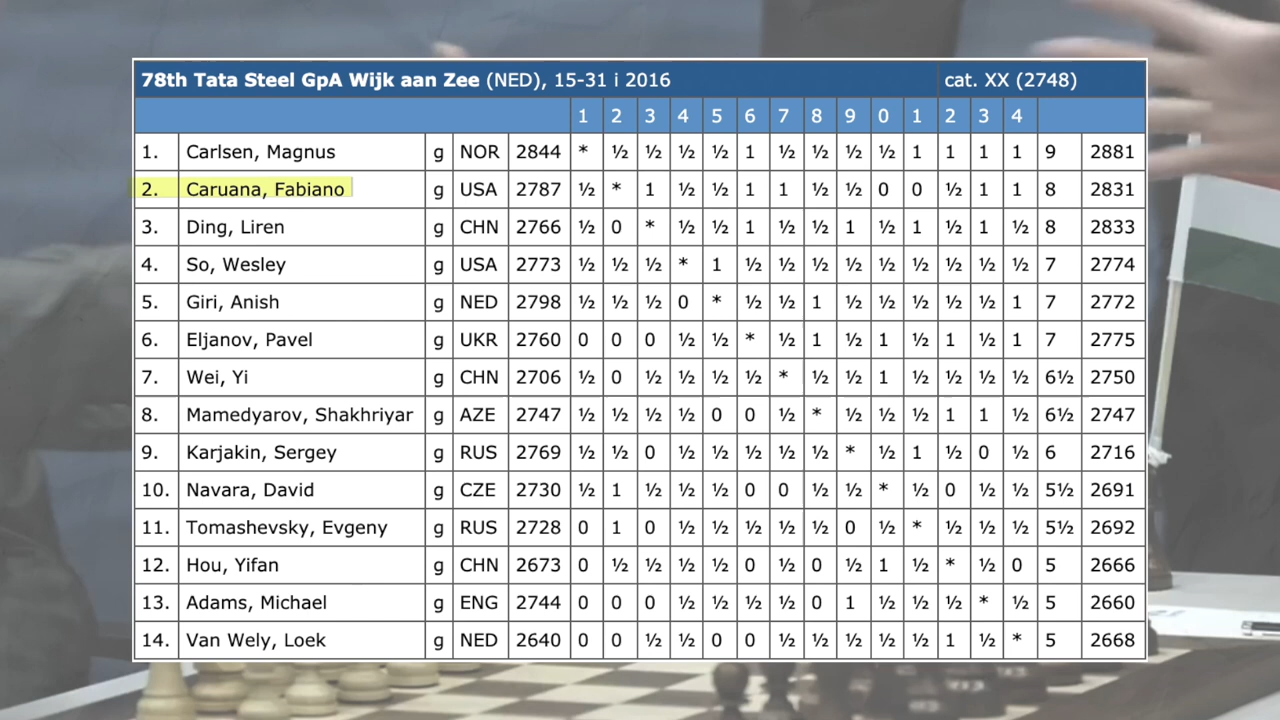 78th Tata Steel GpA Wijk aan Zee (NED), 15-31 i 2016 cat. XX (2748)
1 2 3 4 5 6 7 8 9 0 1 2 3 4
1. Carlsen, Magnus g NOR 2844 * ½ ½ ½ ½ 1 ½ ½ ½ ½ 1 1 1 1 9 2881
2. Caruana, Fabiano g USA 2787 ½ * 1 ½ ½ 1 1 ½ ½ 0 0 ½ 1 1 8 2831
3. Ding, Liren g CHN 2766 ½ 0 * ½ ½ 1 ½ ½ 1 ½ 1 ½ 1 ½ 8 2833
4. So, Wesley g USA 2773 ½ ½ ½ * 1 ½ ½ ½ ½ ½ ½ ½ ½ ½ 7 2774
5. Giri, Anish g NED 2798 ½ ½ ½ 0 * ½ ½ 1 ½ ½ ½ ½ ½ 1 7 2772
6. Eljanov, Pavel g UKR 2760 0 0 0 ½ ½ * ½ 1 ½ 1 ½ 1 ½ 1 7 2775
7. Wei, Yi g CHN 2706 ½ 0 ½ ½ ½ ½ * ½ ½ 1 ½ ½ ½ ½ 6½ 2750
8. Mamedyarov, Shakhriyar g AZE 2747 ½ ½ ½ ½ 0 0 ½ * ½ ½ ½ 1 1 ½ 6½ 2747
9. Karjakin, Sergey g RUS 2769 ½ ½ 0 ½ ½ ½ ½ ½ * ½ 1 ½ 0 ½ 6 2716
10. Navara, David g CZE 2730 ½ 1 ½ ½ ½ 0 0 ½ ½ * ½ 0 ½ ½ 5½ 2691
11. Tomashevsky, Evgeny g RUS 2728 0 1 0 ½ ½ ½ ½ ½ 0 ½ * ½ ½ ½ 5½ 2692
12. Hou, Yifan g CHN 2673 0 ½ ½ ½ ½ 0 ½ 0 ½ 1 ½ * ½ 0 5 2666
13. Adams, Michael g ENG 2744 0 0 0 ½ ½ ½ ½ 0 1 ½ ½ ½ * ½ 5 2660
14. Van Wely, Loek g NED 2640 0 0 ½ ½ 0 0 ½ ½ ½ ½ ½ 1 ½ * 5 2668